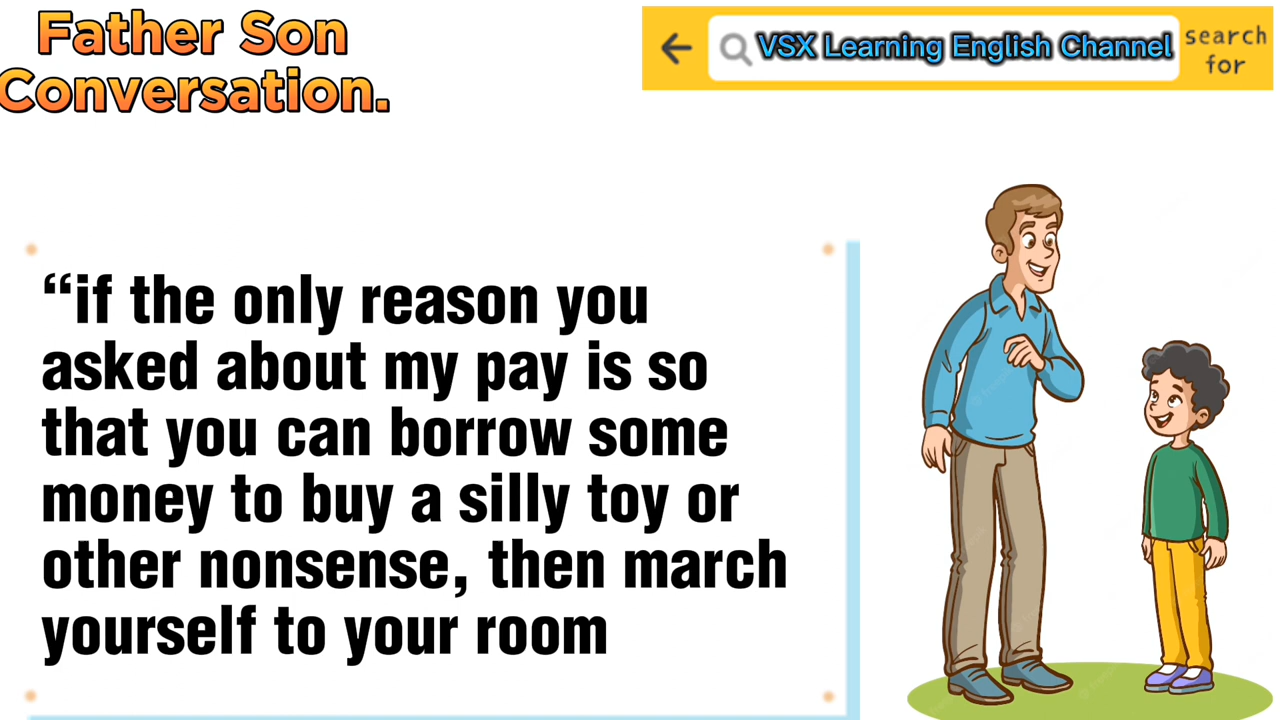 Father Son
Conversation.
VSX Learning English Channel
search
for
“if the only reason you
asked about my pay is so
that you can borrow some
money to buy a silly toy or
other nonsense, then march
yourself to your room